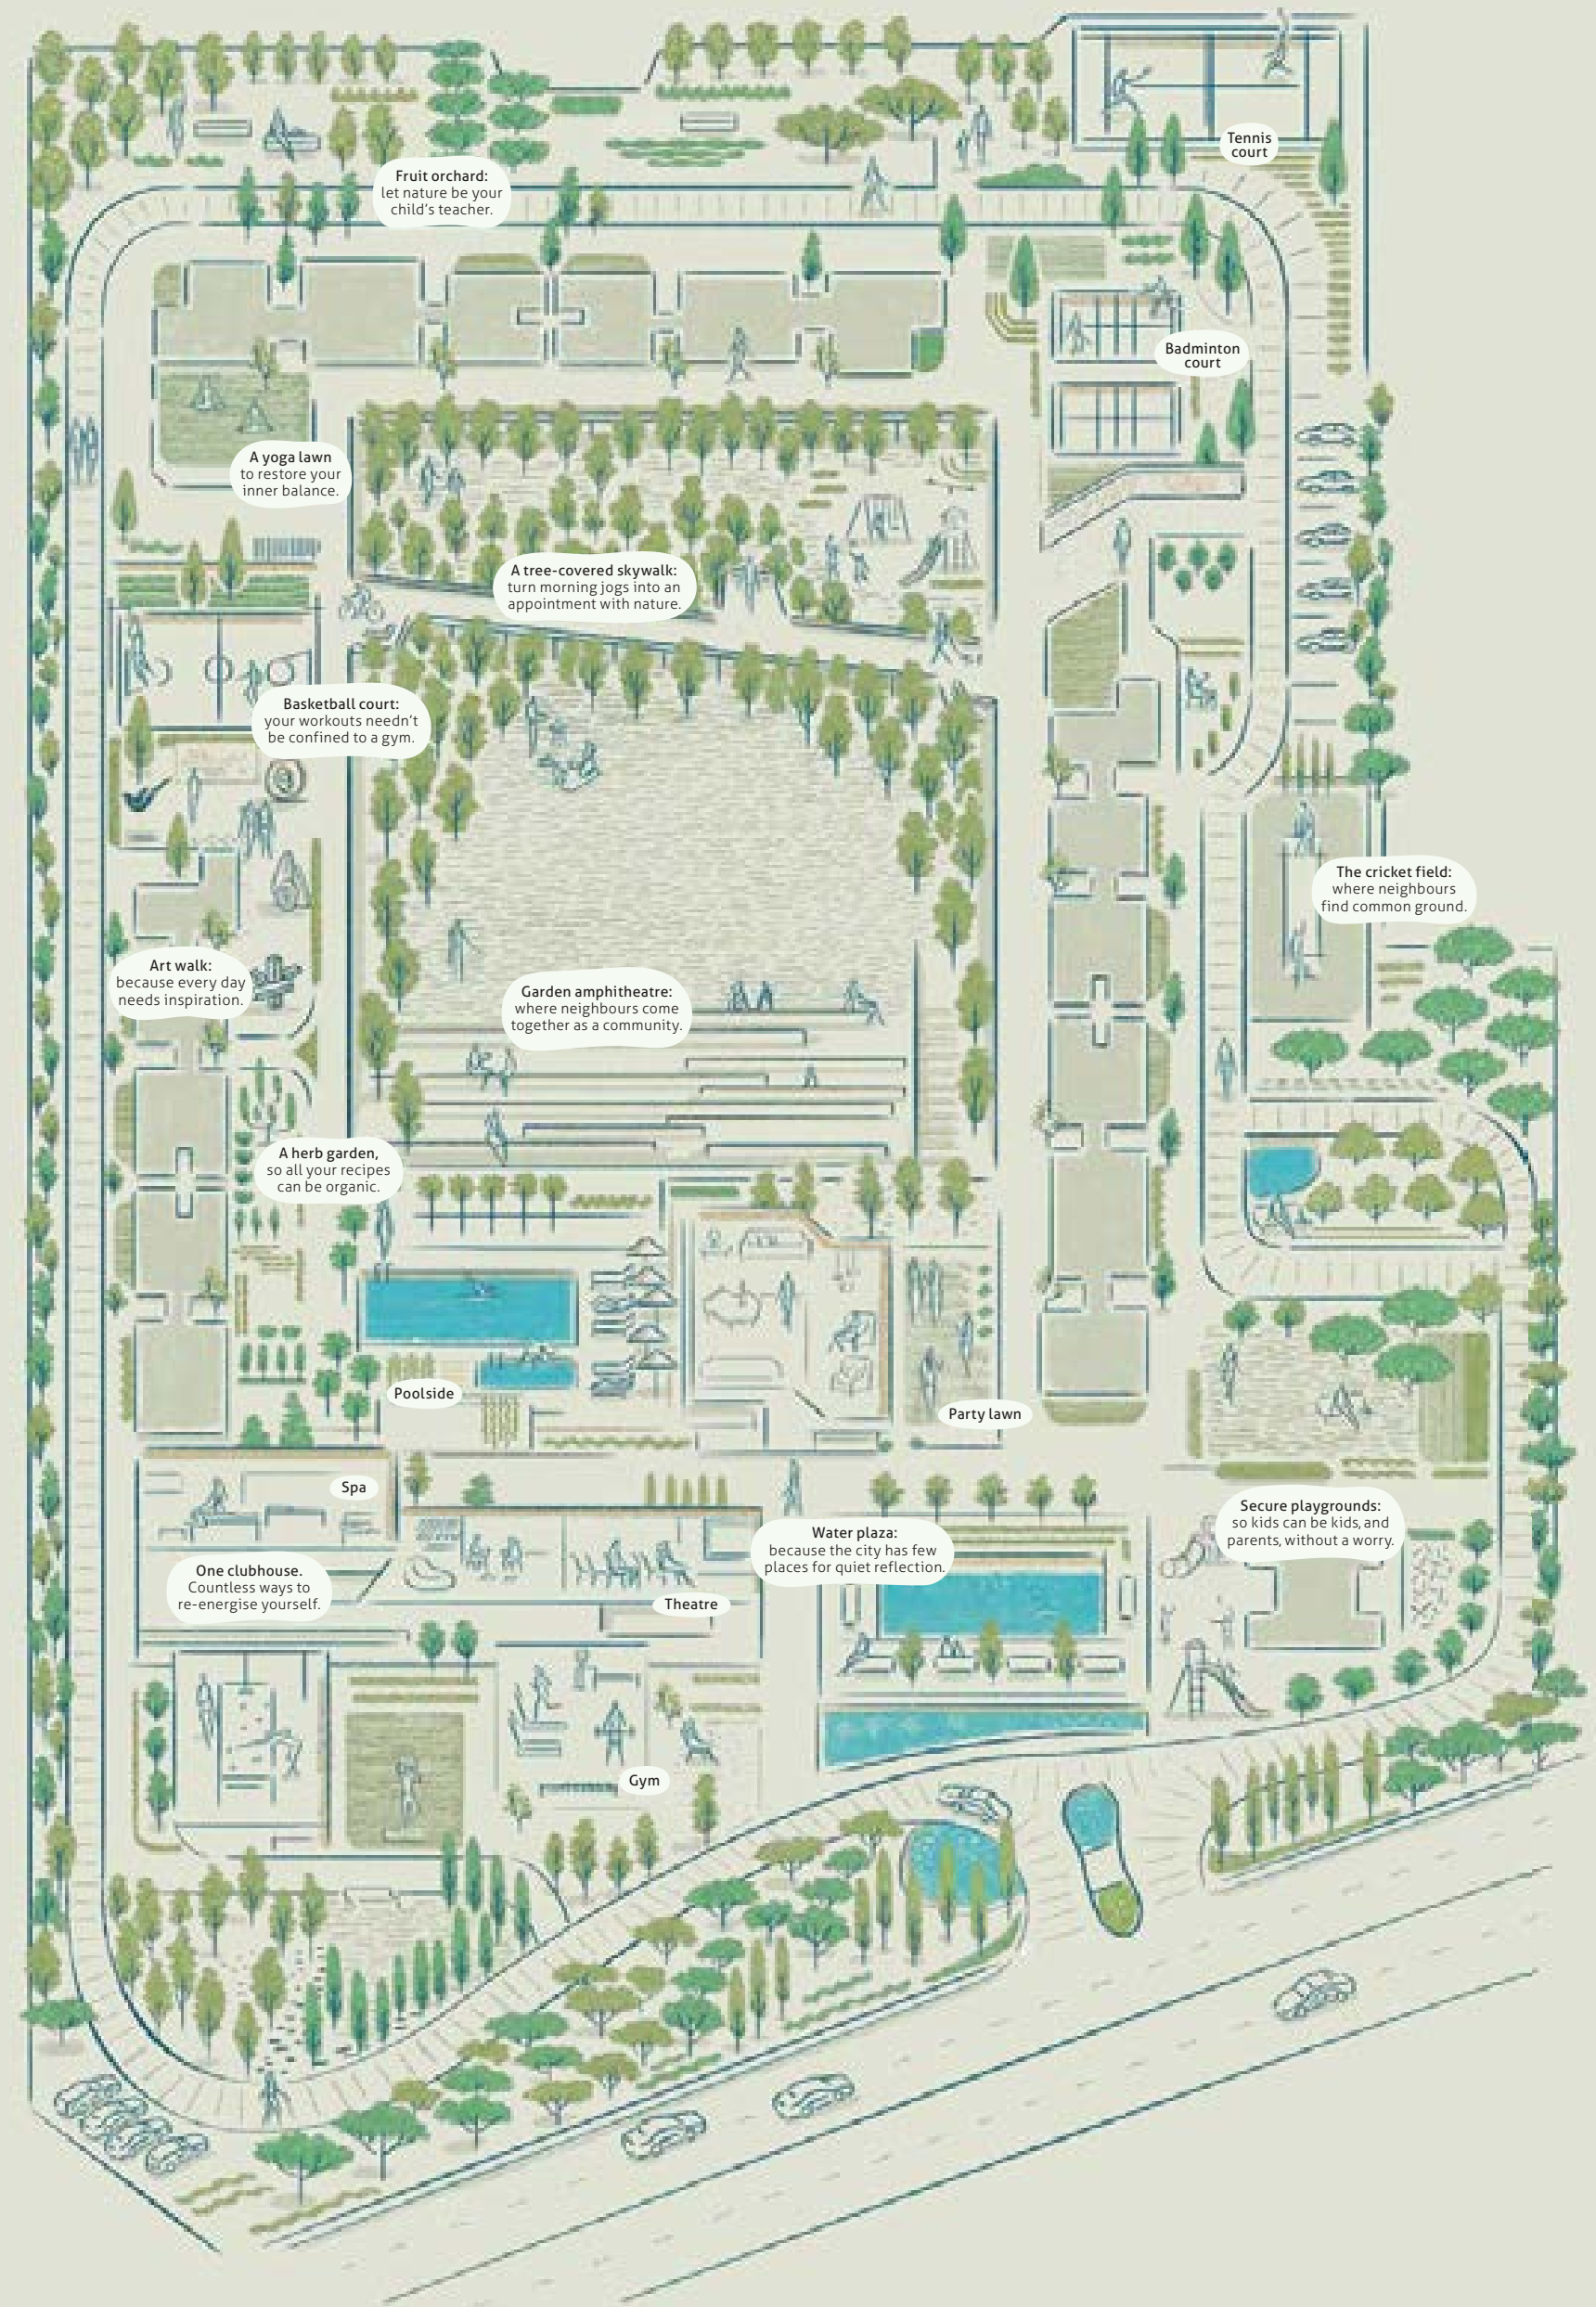 Tennis
court
Fruit orchard:
let nature be your
child's teacher.
Badminton
court
A yoga lawn
to restore your
inner balance.
A tree-covered skywalk:
turn morning jogs into an
appointment with nature.
Basketball court:
your workouts needn't
be confined to a gym.
The cricket field:
where neighbours
find common ground.
Art walk:
because every day
needs inspiration.
Garden amphitheatre:
where neighbours come
together as a community.
A herb garden,
so all your recipes
can be organic.
Poolside
Party lawn
Spa
Secure playgrounds:
so kids can be kids, and
parents, without a worry.
Water plaza:
because the city has few
places for quiet reflection.
One clubhouse.
Countless ways to
re-energise yourself.
Theatre
Gym